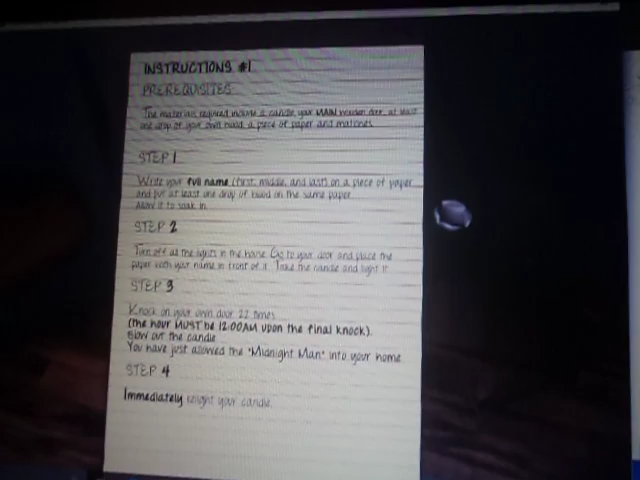 INSTRUCTIONS #1
PREREQUISITES:
The materials required include a candle, your MAIN wooden door, at least
one drop of your own blood, a piece of paper and matches.
STEP 1
Write your full name (first, middle, and last) on a piece of paper
and put at least one drop of blood on the same paper.
Allow it to soak in.
STEP 2
Turn off all the lights in the house. Go to your door and place the
paper with your name in front of it. Take the candle and light it.
STEP 3
Knock on your own door 22 times
(the hour MUST be 12:00AM upon the final knock).
Blow out the candle
You have just allowed the "Midnight Man" into your home
STEP 4
Immediately relight your candle.